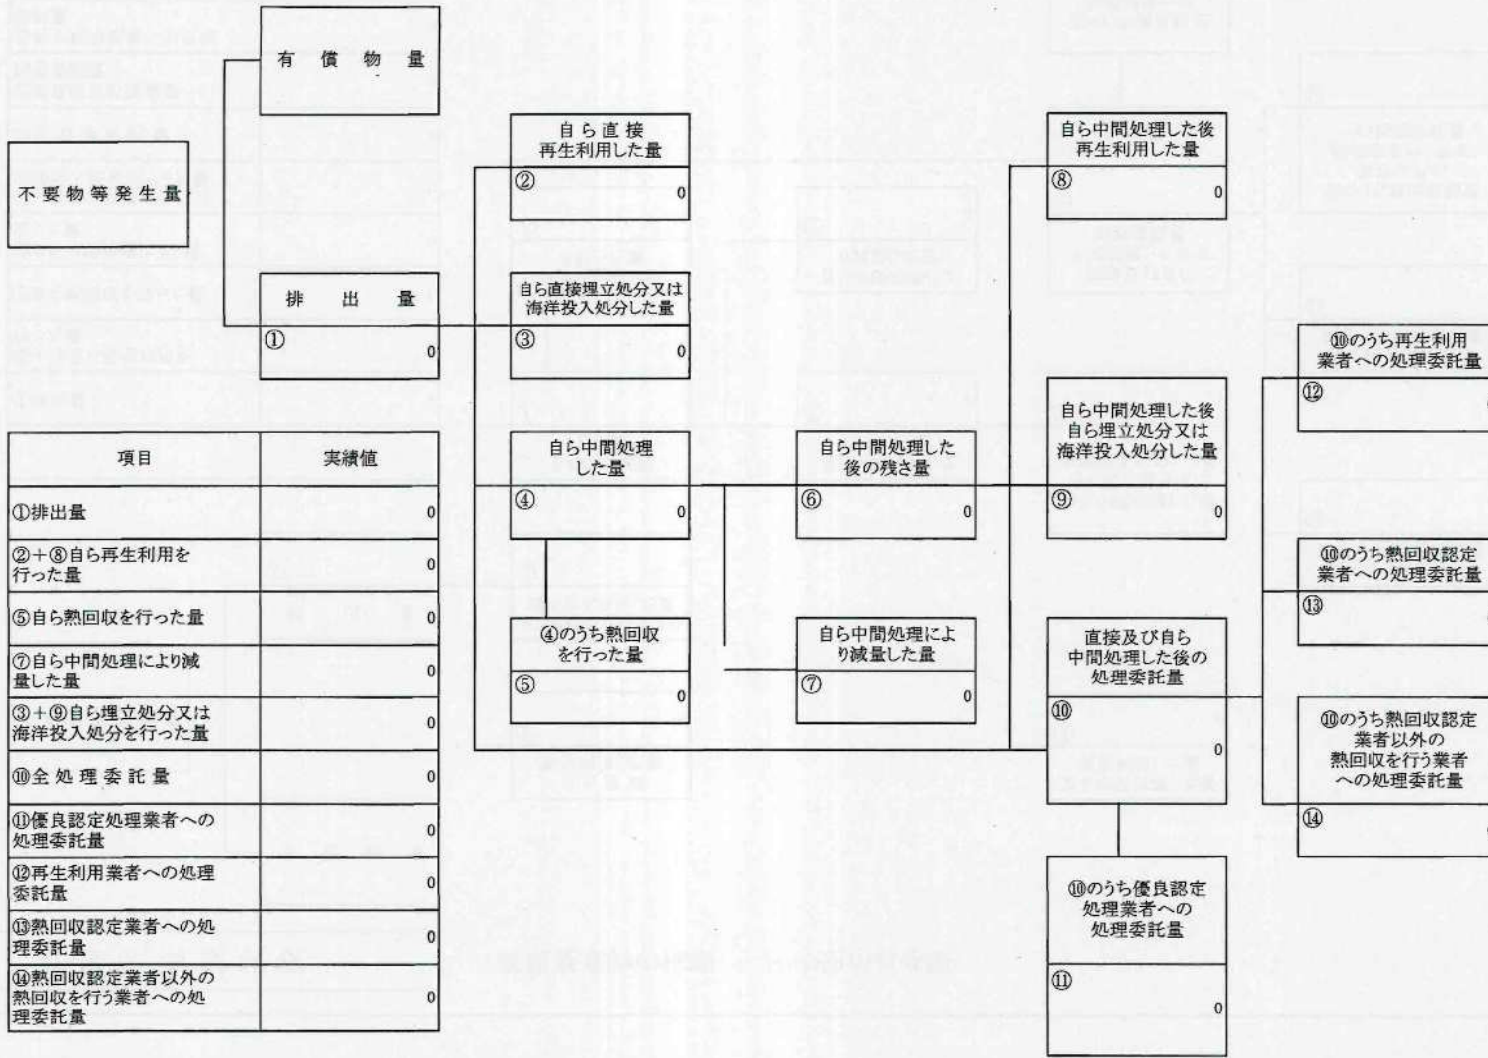 有償物量
不要物等発生量
排出量
①
0
自ら直接
再生利用した量
②
0
自ら直接埋立処分又は
海洋投入処分した量
③
0
自ら中間処理
した量
④
0
④のうち熱回収
を行った量
⑤
0
自ら中間処理した
後の残さ量
⑥
0
自ら中間処理によ
り減量した量
⑦
0
自ら中間処理した後
再生利用した量
⑧
0
自ら中間処理した後
自ら埋立処分又は
海洋投入処分した量
⑨
0
直接及び自ら
中間処理した後の
処理委託量
⑩
0
⑩のうち優良認定
処理業者への
処理委託量
⑪
0
⑩のうち再生利用
業者への処理委託量
⑫
⑩のうち熱回収認定
業者への処理委託量
⑬
⑩のうち熱回収認定
業者以外の
熱回収を行う業者
への処理委託量
⑭
項目 実績値
①排出量 0
②+⑧自ら再生利用を
行った量 0
⑤自ら熱回収を行った量 0
⑦自ら中間処理により減
量した量 0
③+⑨自ら埋立処分又は
海洋投入処分を行った量 0
⑩全処理委託量 0
⑪優良認定処理業者への
処理委託量 0
⑫再生利用業者への処理
委託量 0
⑬熱回収認定業者への処
理委託量 0
⑭熱回収認定業者以外の
熱回収を行う業者への処
理委託量 0